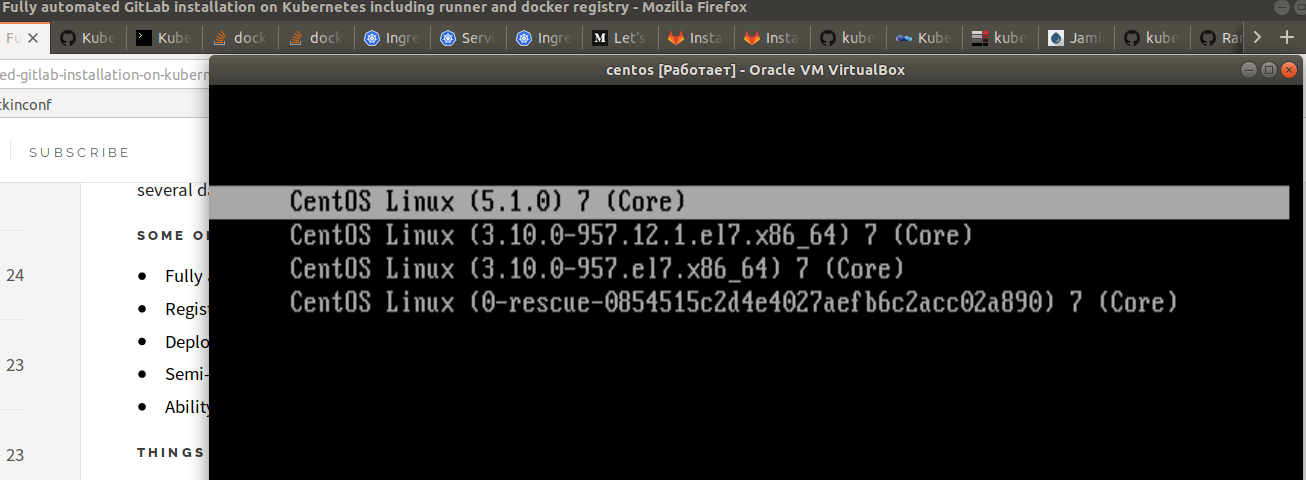 Fully automated GitLab installation on Kubernetes including runner and docker registry - Mozilla Firefox
Fu Kube Kube dock dock Ingre Servi Ingre Let's Insta Insta kube Kube kube Jami kube Ran
ed-gitlab-installation-on-kubern
ckinconf
centos [Работает] - Oracle VM VirtualBox
SUBSCRIBE
several da
SOME O
24
Fully a
Regist
Deplo
23
Semi-
Ability
THINGS
23
CentOS Linux (5.1.0) 7 (Core)
CentOS Linux (3.10.0-957.12.1.el7.x86_64) 7 (Core)
CentOS Linux (3.10.0-957.el7.x86_64) 7 (Core)
CentOS Linux (0-rescue-0854515c2d4e4027aefb6c2acc02a890) 7 (Core)